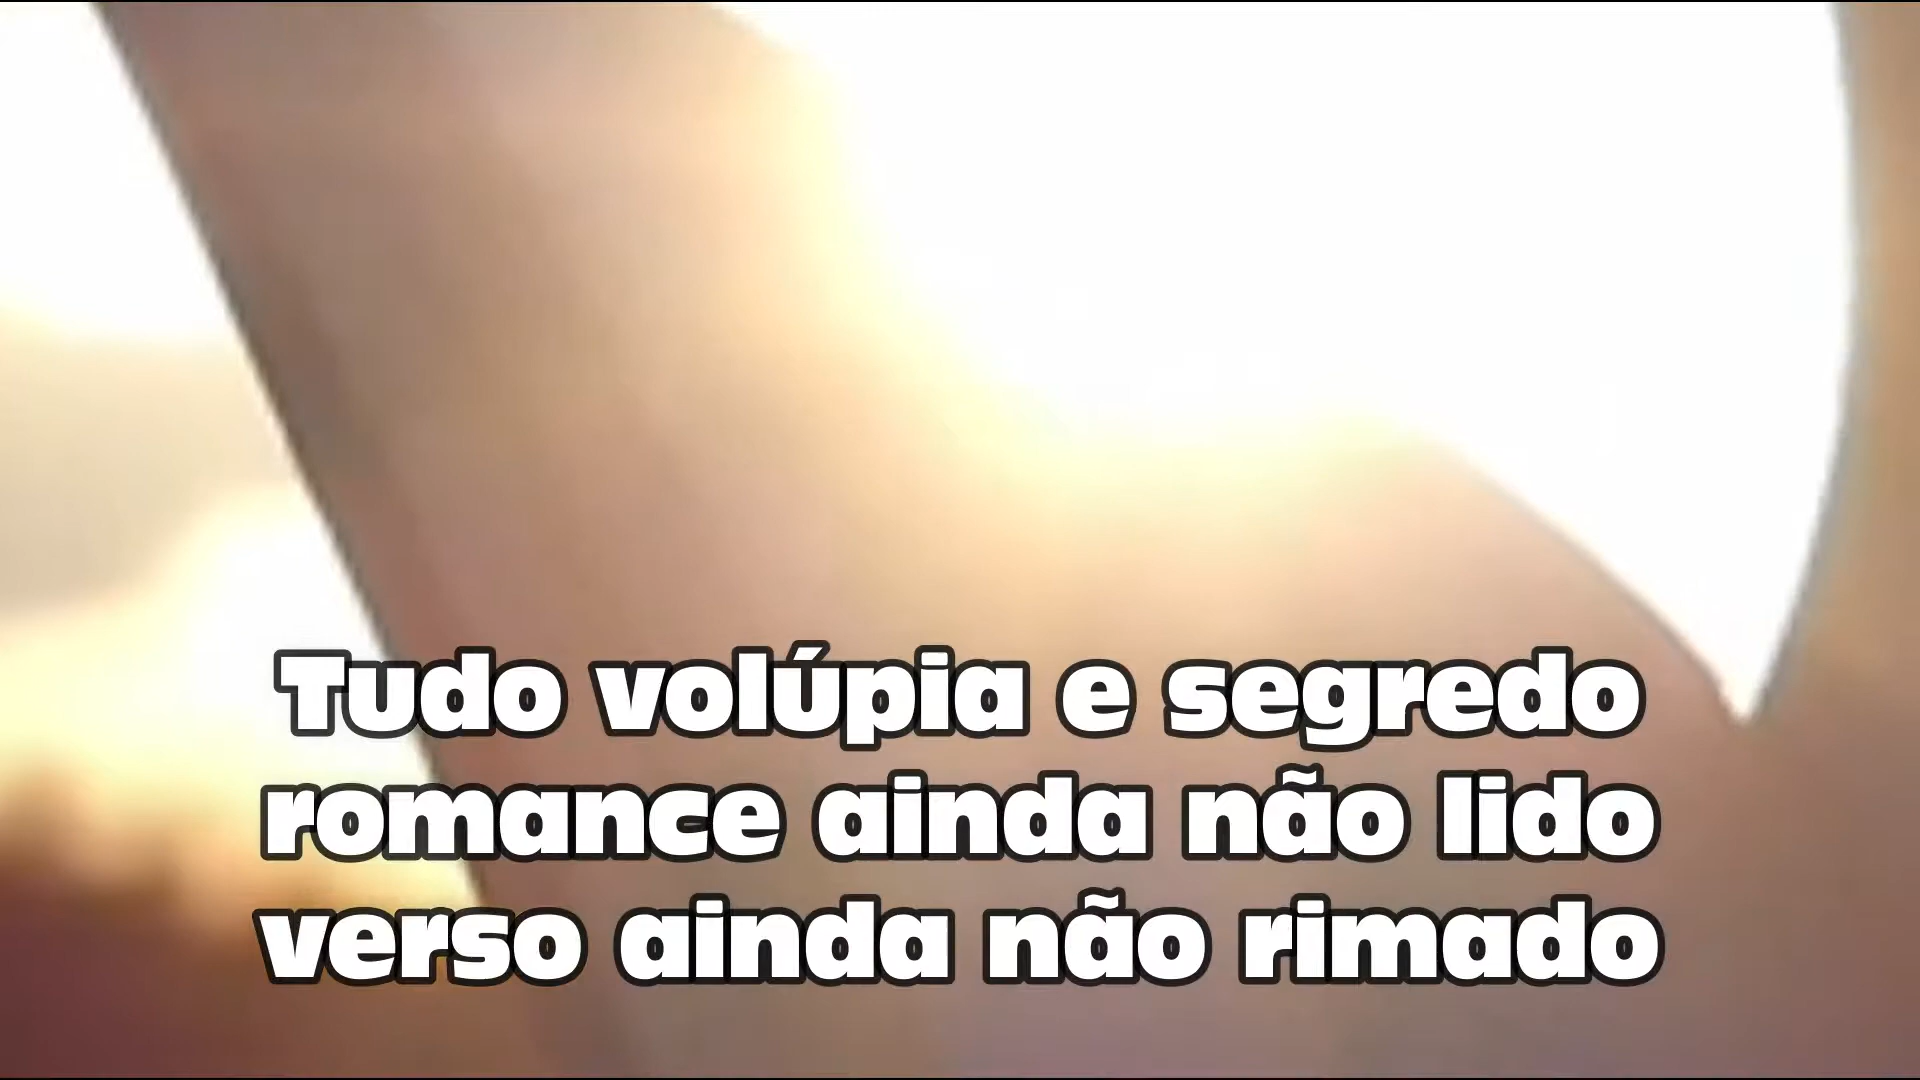 Tudo volúpia e segredo
romance ainda não lido
verso ainda não rimado